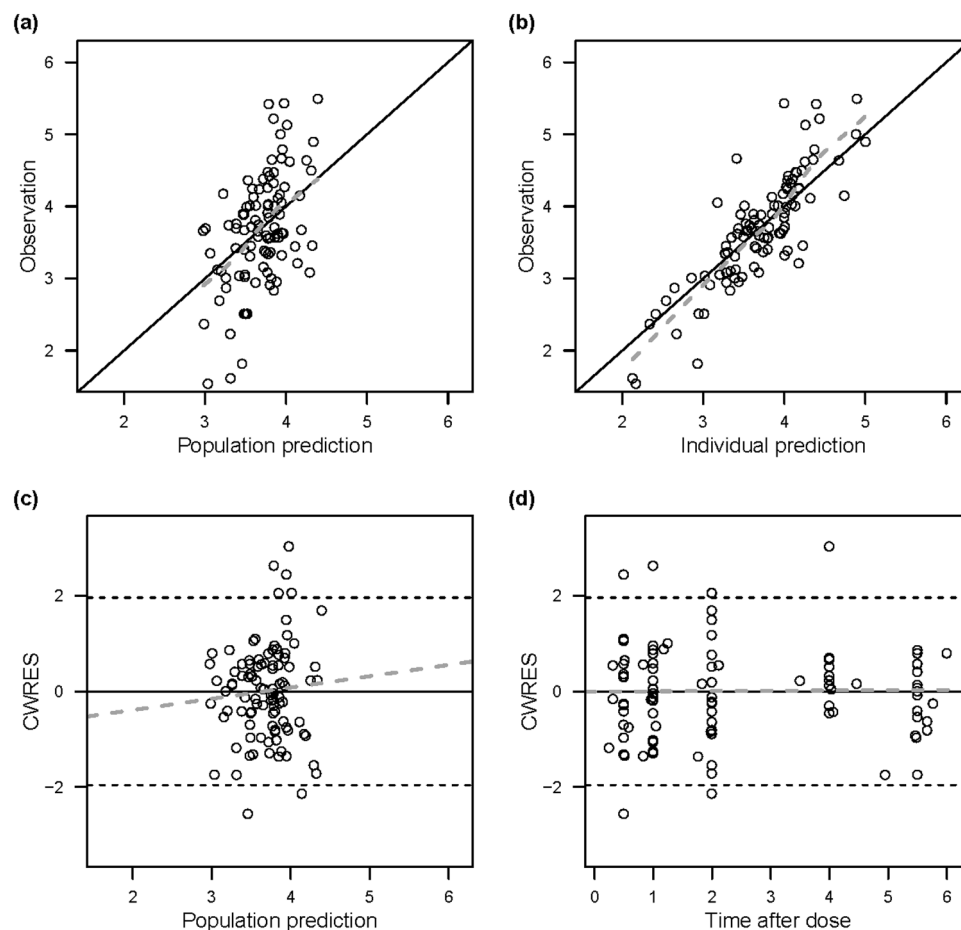 (a)
6
5
4
3
2
Observation
2 3 4 5 6
Population prediction
(b)
6
5
4
3
2
Observation
2 3 4 5 6
Individual prediction
(c)
2
0
−2
CWRES
2 3 4 5 6
Population prediction
(d)
2
0
−2
CWRES
0 1 2 3 4 5 6
Time after dose